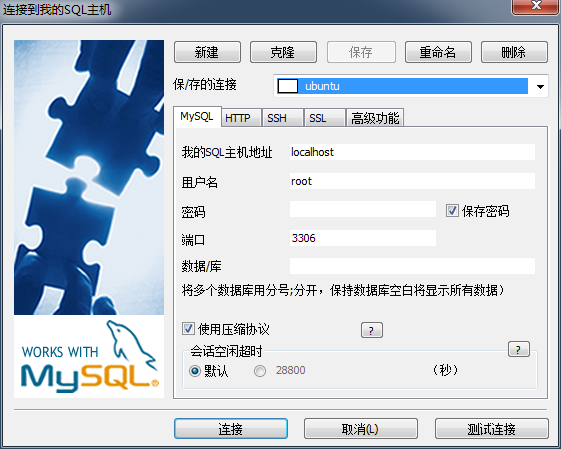 连接到我的SQL主机
新建
克隆
保存
重命名
删除
保/存的连接
ubuntu
MySQL
HTTP
SSH
SSL
高级功能
我的SQL主机地址
localhost
用户名
root
密码
保存密码
端口
3306
数据/库
将多个数据库用分号;分开，保持数据库空白将显示所有数据）
使用压缩协议
?
会话空闲超时
?
默认
28800
（秒）
WORKS WITH
MySQL®
连接
取消(L)
测试连接